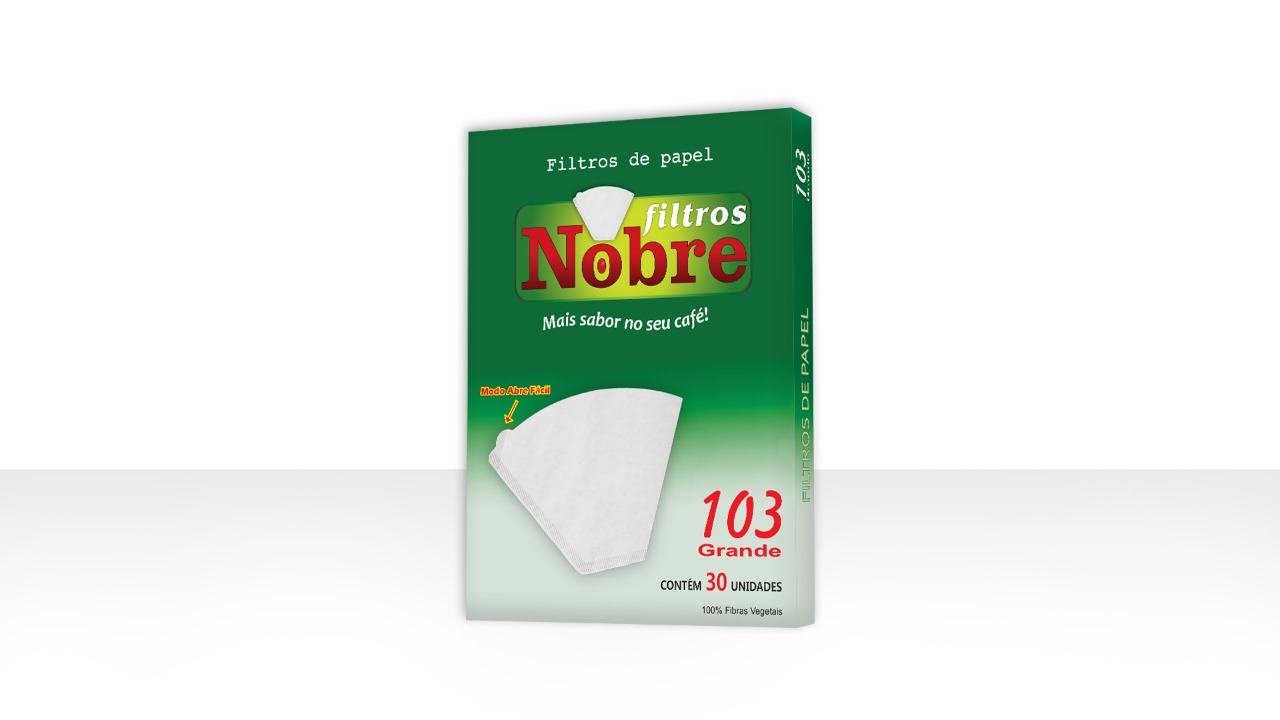 Filtros de papel
filtros
Nobre
Mais sabor no seu café!
Modo Abre Fácil
103
Grande
CONTÉM 30 UNIDADES
100% Fibras Vegetais
103
Grande
FILTROS DE PAPEL